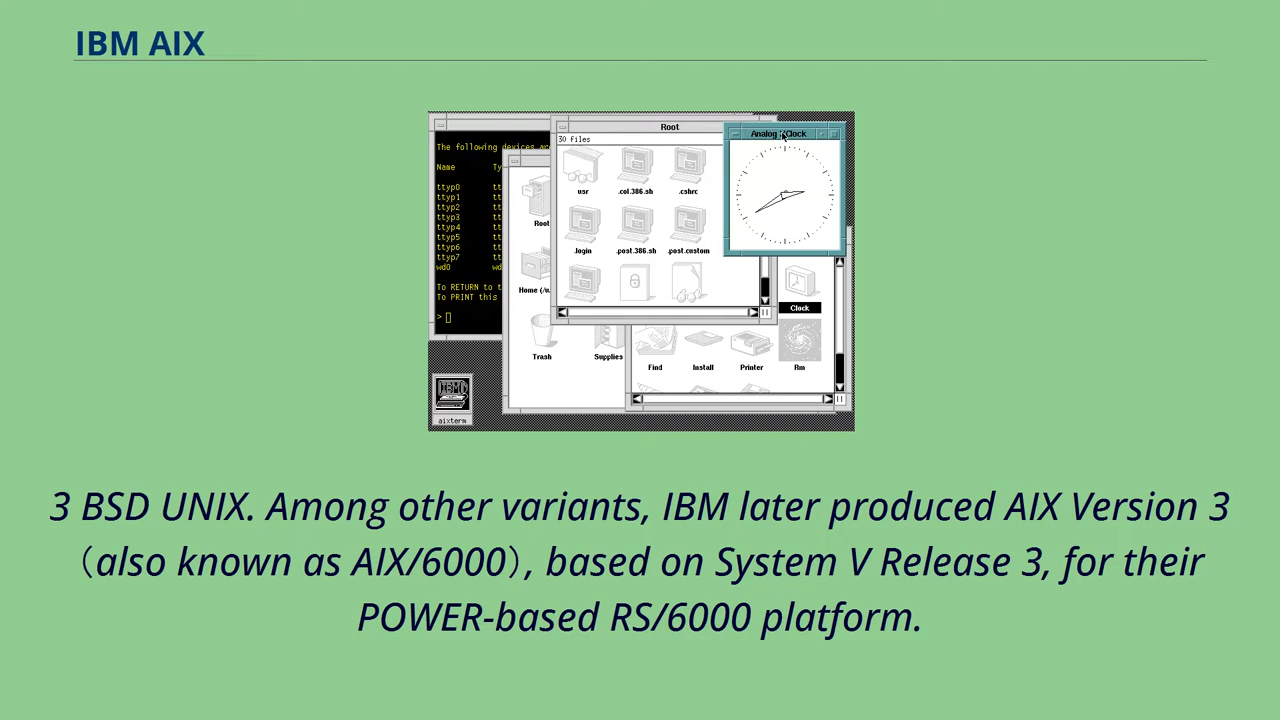 IBM AIX
Root
30 files
Analog Clock
The following devices
Name
ttyp0 tt
ttyp1 tt
ttyp2 tt
ttyp3 tt
ttyp4 tt
ttyp5 tt
ttyp6 tt
ttyp7 tt
wd0 wd
To RETURN to t
To PRINT this
>
usr .col.386.sh .cshrc
Root
.login .post.386.sh .post.custom
Home (/u
Clock
Trash Supplies
Find Install Printer Rm
IBM
aixterm
3 BSD UNIX. Among other variants, IBM later produced AIX Version 3
(also known as AIX/6000), based on System V Release 3, for their
POWER-based RS/6000 platform.